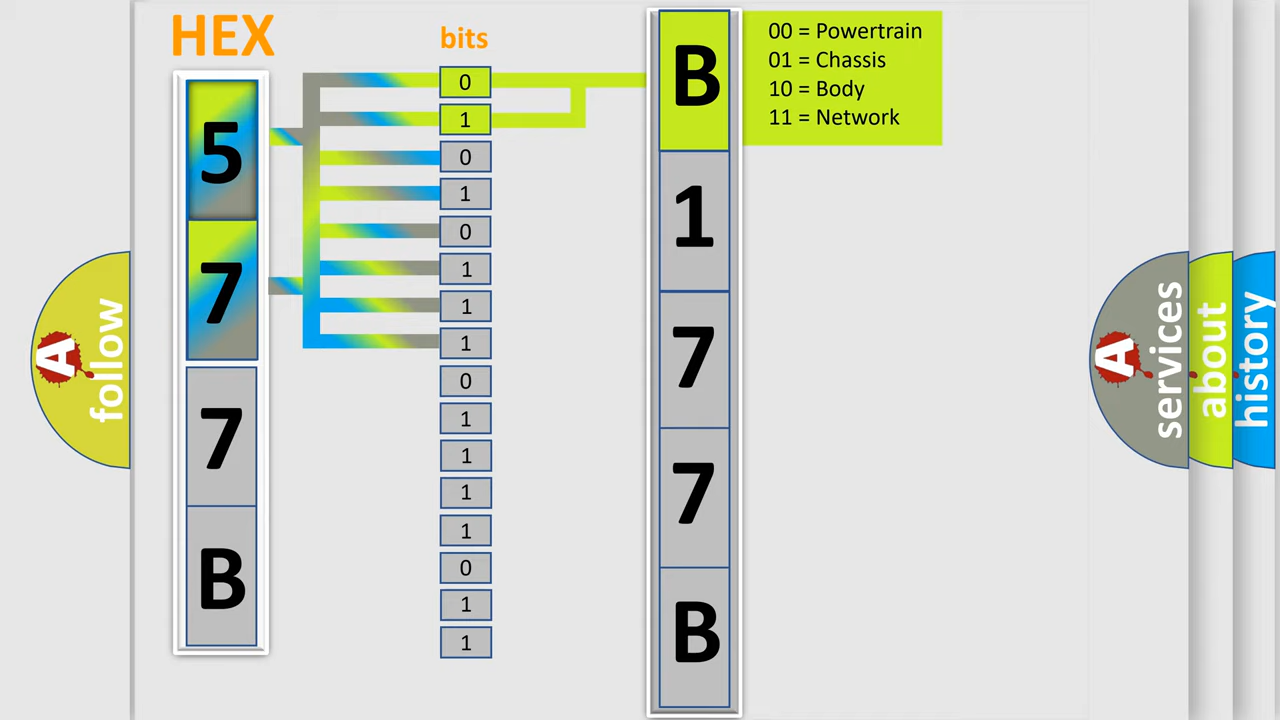 HEX
bits
5
7
7
B
0
1
0
1
0
1
1
1
0
1
1
1
1
0
1
1
B
1
7
7
B
00 = Powertrain
01 = Chassis
10 = Body
11 = Network
A
follow
A
services
about
history